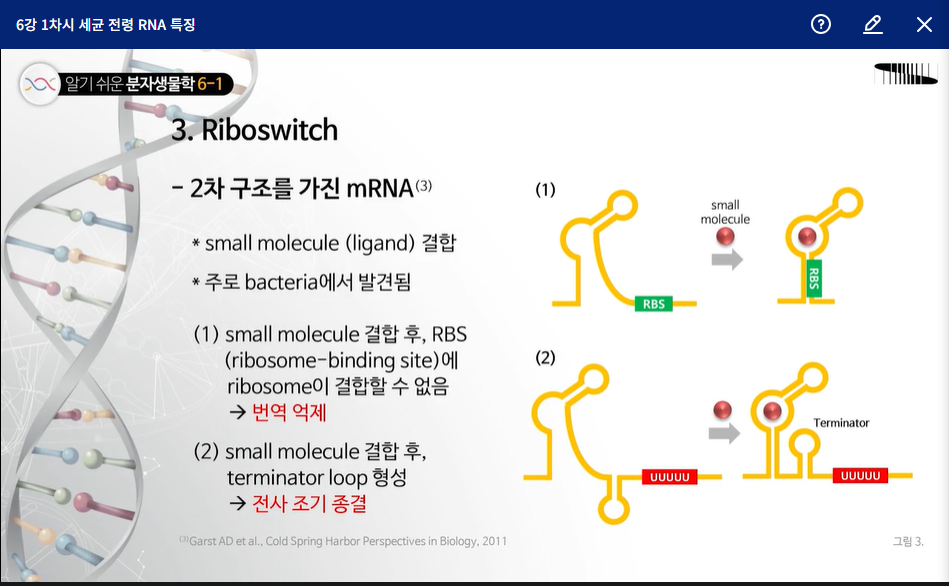 6강 1차시 세균 전령 RNA 특징
알기 쉬운 분자생물학 6-1
3. Riboswitch
- 2차 구조를 가진 mRNA(3)
* small molecule (ligand) 결합
* 주로 bacteria에서 발견됨
(1) small molecule 결합 후, RBS
(ribosome-binding site)에
ribosome이 결합할 수 없음
→ 번역 억제
(2) small molecule 결합 후,
terminator loop 형성
→ 전사 조기 종결
(3)Garst AD et al., Cold Spring Harbor Perspectives in Biology, 2011
(1)
small
molecule
RBS
RBS
(2)
Terminator
UUUUU
UUUUU
그림 3.